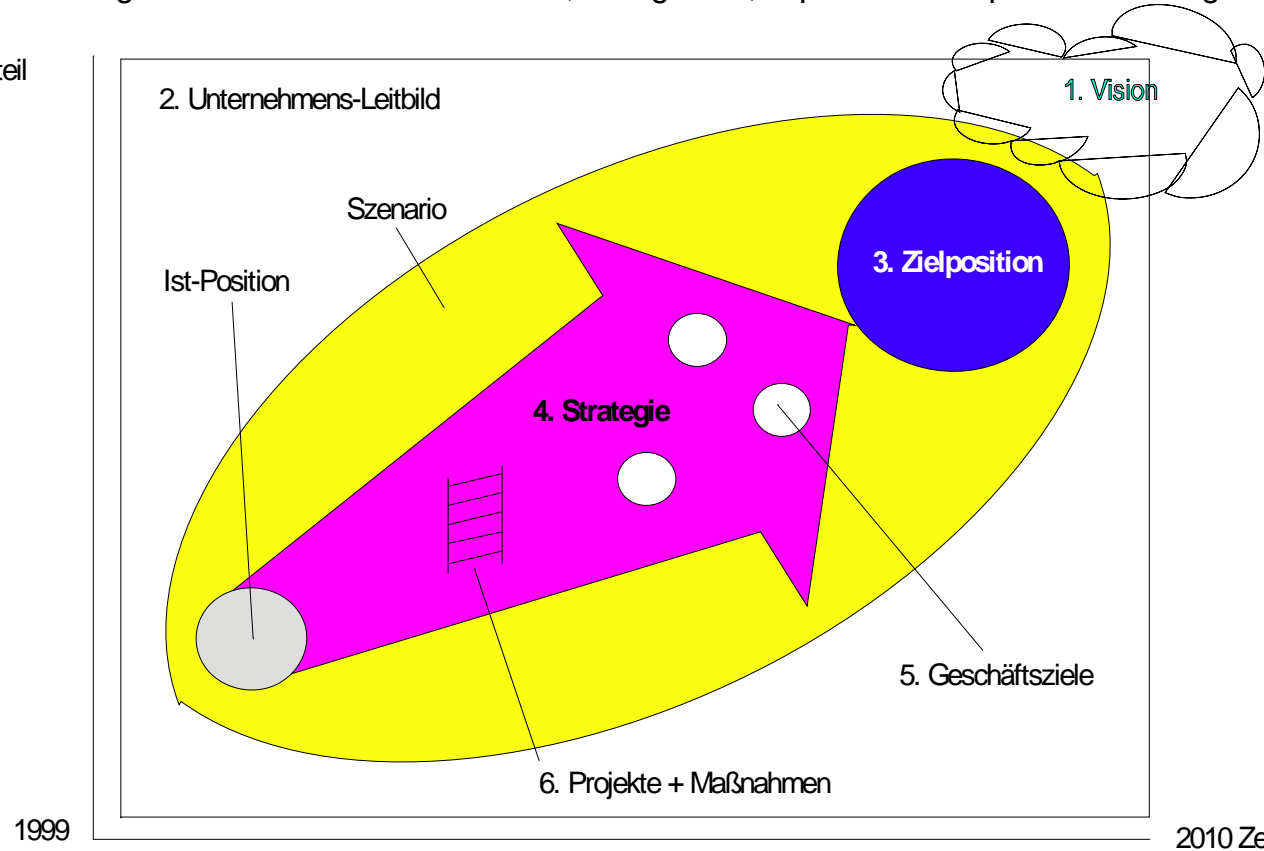 2. Unternehmens-Leitbild
1. Vision
Szenario
Ist-Position
3. Zielposition
4. Strategie
5. Geschäftsziele
6. Projekte + Maßnahmen
1999
2010